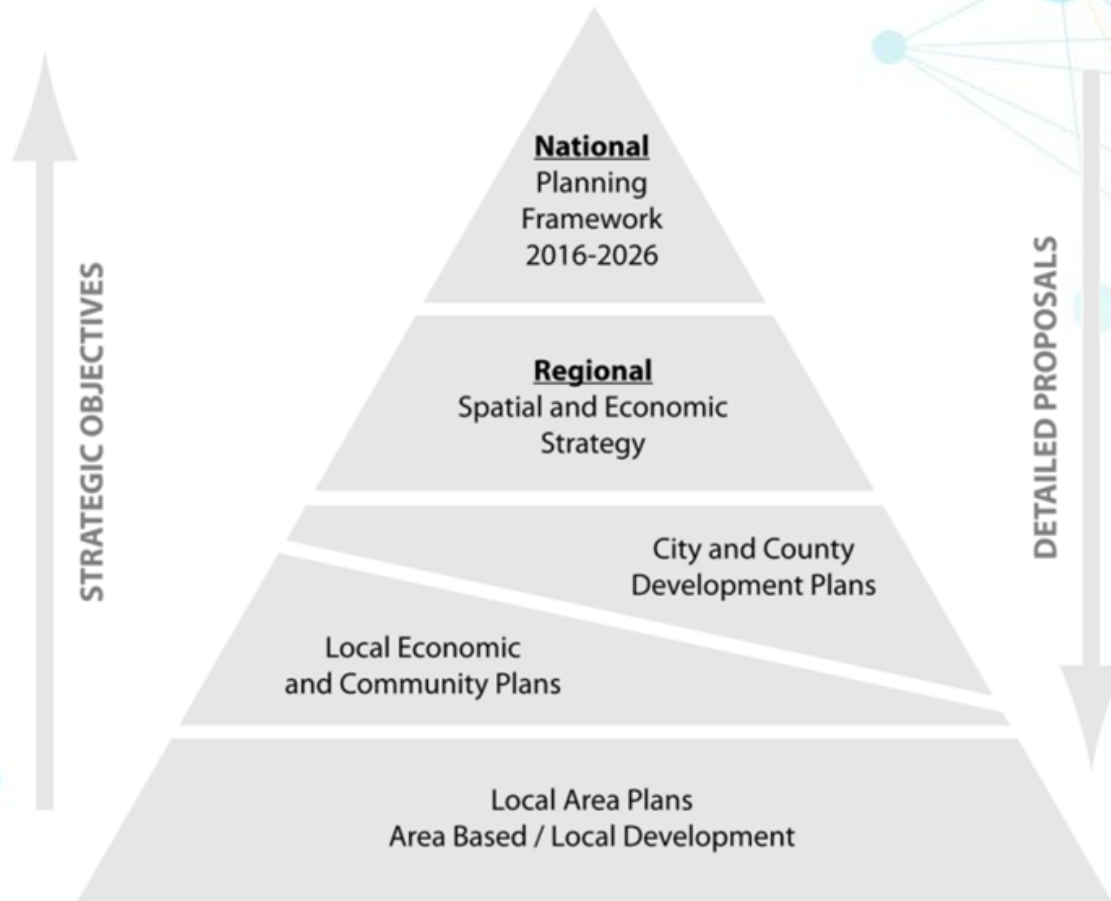 National
Planning
Framework
2016-2026
Regional
Spatial and Economic
Strategy
City and County
Development Plans
Local Economic
and Community Plans
Local Area Plans
Area Based / Local Development
STRATEGIC OBJECTIVES
DETAILED PROPOSALS